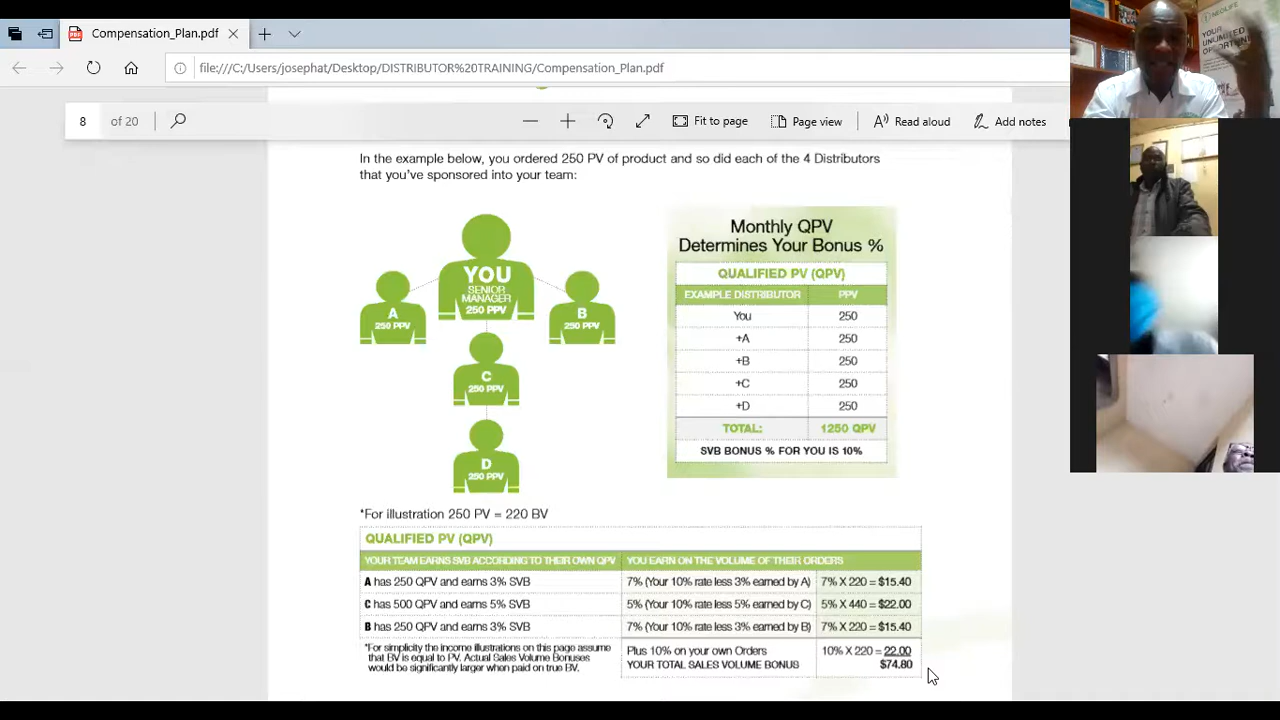 Compensation_Plan.pdf
file:///C:/Users/josephat/Desktop/DISTRIBUTOR%20TRAINING/Compensation_Plan.pdf
8 of 20
Fit to page
Page view
Read aloud
Add notes
In the example below, you ordered 250 PV of product and so did each of the 4 Distributors
that you've sponsored into your team:
YOU
SENIOR
MANAGER
250 PPV
A
250 PPV
B
250 PPV
C
250 PPV
D
250 PPV
Monthly QPV
Determines Your Bonus %
QUALIFIED PV (QPV)
EXAMPLE DISTRIBUTOR PPV
You 250
+A 250
+B 250
+C 250
+D 250
TOTAL: 1250 QPV
SVB BONUS % FOR YOU IS 10%
*For illustration 250 PV = 220 BV
QUALIFIED PV (QPV)
YOUR TEAM EARNS SVB ACCORDING TO THEIR OWN QPV YOU EARN ON THE VOLUME OF THEIR ORDERS
A has 250 QPV and earns 3% SVB 7% (Your 10% rate less 3% earned by A) 7% X 220 = $15.40
C has 500 QPV and earns 5% SVB 5% (Your 10% rate less 5% earned by C) 5% X 440 = $22.00
B has 250 QPV and earns 3% SVB 7% (Your 10% rate less 3% earned by B) 7% X 220 = $15.40
*For simplicity the income illustrations on this page assume
that BV is equal to PV. Actual Sales Volume Bonuses
would be significantly larger when paid on true BV.
Plus 10% on your own Orders 10% X 220 = 22.00
YOUR TOTAL SALES VOLUME BONUS $74.80
NEOLIFE
YOUR
UNLIMITED